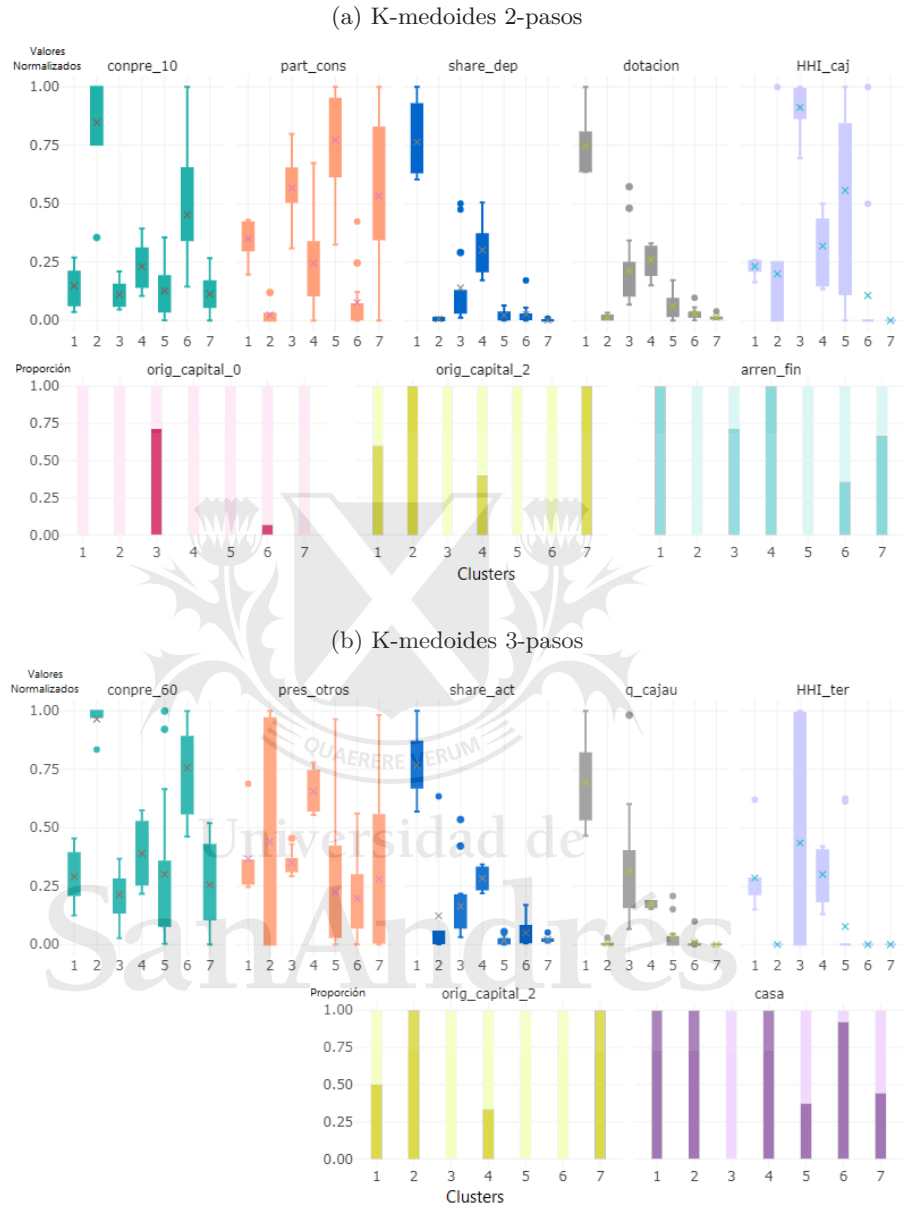 (a) K-medoides 2-pasos
Valores
Normalizados
conpre_10 part_cons share_dep dotacion HHI_caj
1.00
0.75
0.50
0.25
0.00
1 2 3 4 5 6 7 1 2 3 4 5 6 7 1 2 3 4 5 6 7 1 2 3 4 5 6 7 1 2 3 4 5 6 7
Proporción orig_capital_0 orig_capital_2 arren_fin
1.00
0.75
0.50
0.25
0.00
1 2 3 4 5 6 7 1 2 3 4 5 6 7 1 2 3 4 5 6 7
Clusters
(b) K-medoides 3-pasos
Valores
Normalizados
conpre_60 pres_otros share_act q_cajau HHI_ter
1.00
0.75
0.50
0.25
0.00
1 2 3 4 5 6 7 1 2 3 4 5 6 7 1 2 3 4 5 6 7 1 2 3 4 5 6 7 1 2 3 4 5 6 7
QUAERERE VERUM
Universidad de
SanAndrés
Proporción orig_capital_2 casa
1.00
0.75
0.50
0.25
0.00
1 2 3 4 5 6 7 1 2 3 4 5 6 7
Clusters